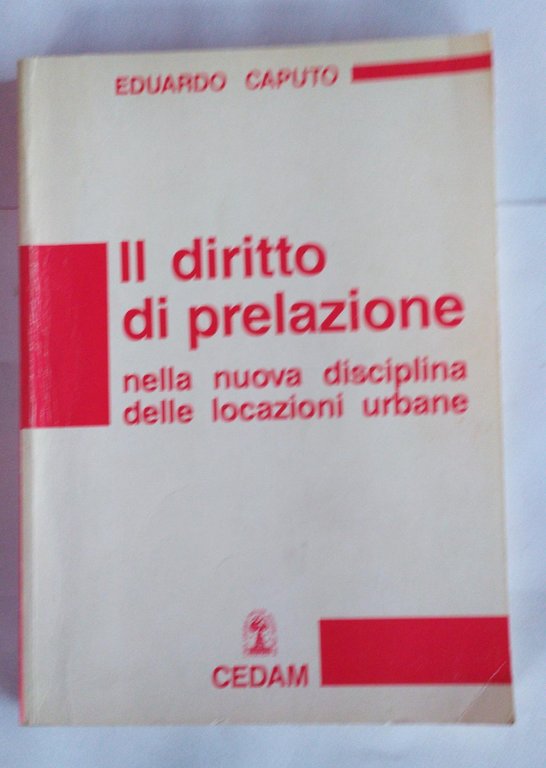 EDUARDO CAPUTO
Il diritto
di prelazione
nella nuova disciplina
delle locazioni urbane
CEDAM